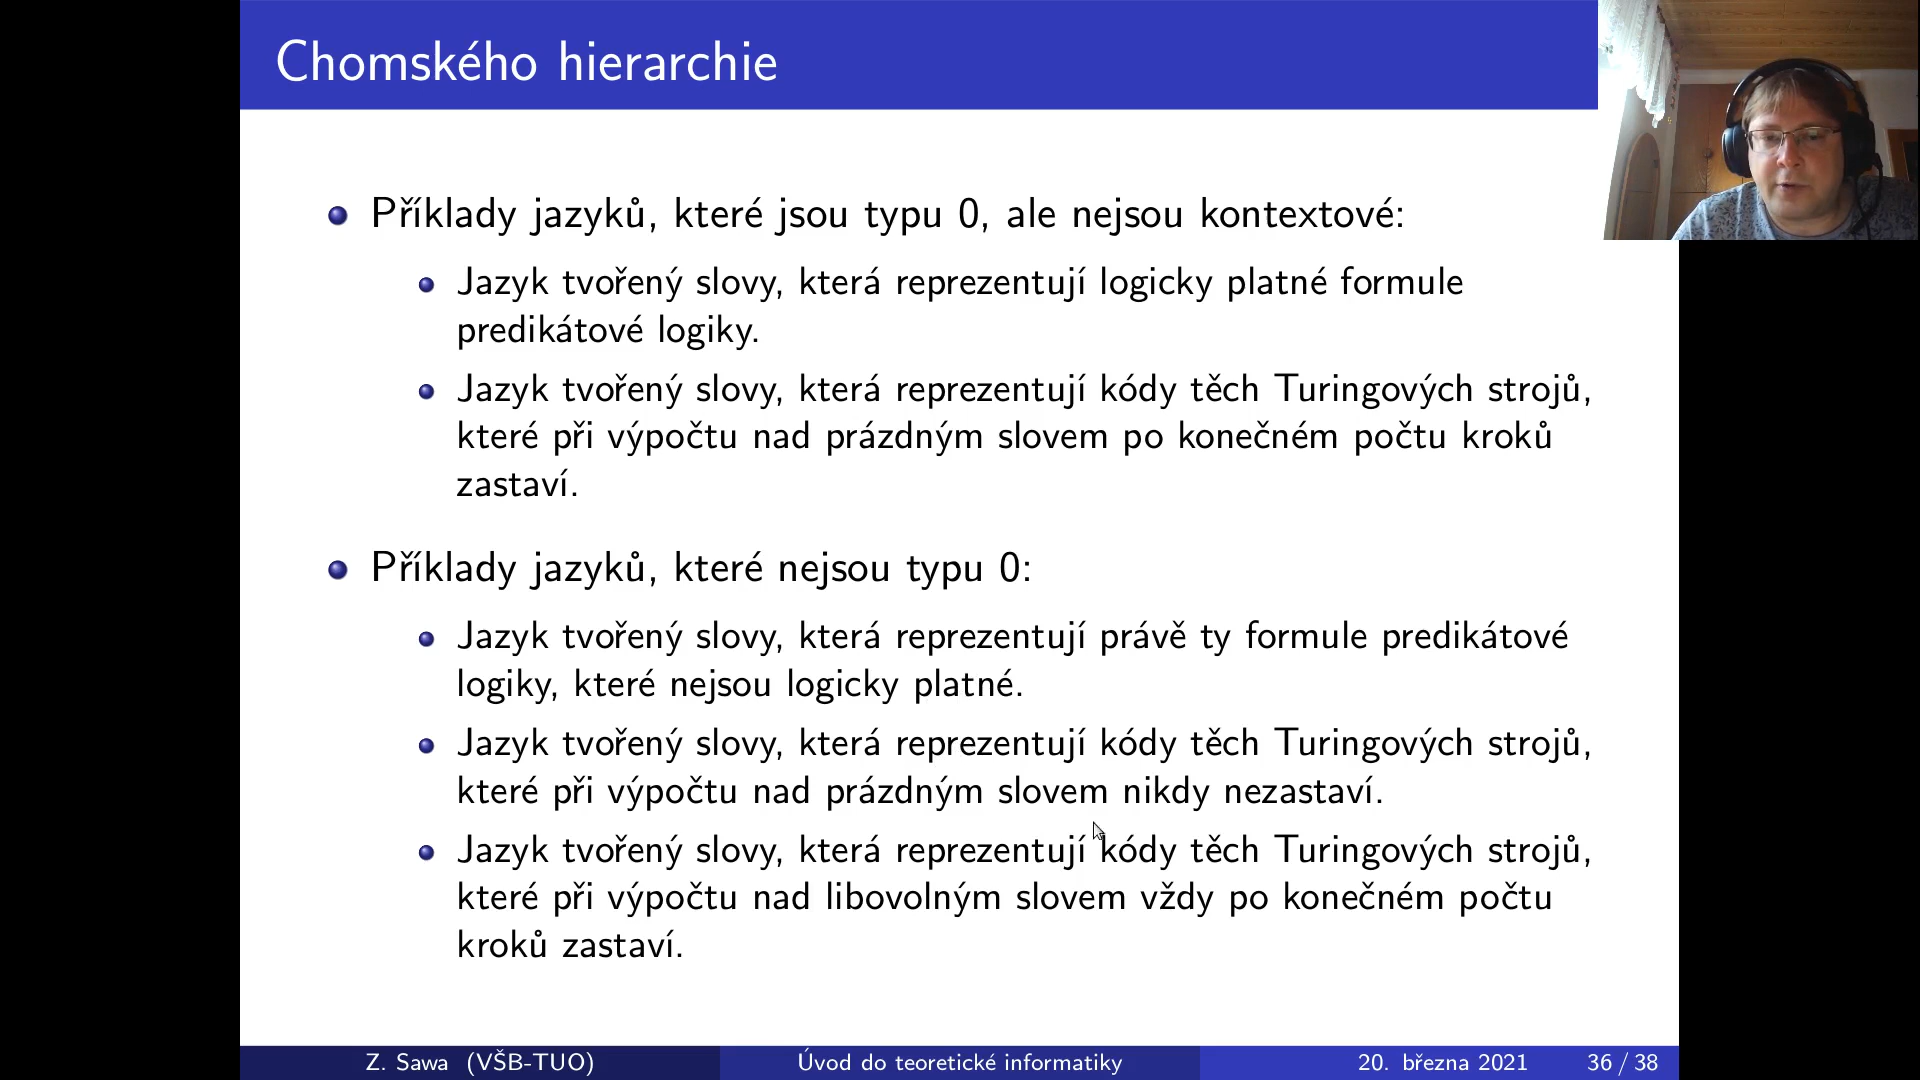 Chomského hierarchie
Příklady jazyků, které jsou typu 0, ale nejsou kontextové:
Jazyk tvořený slovy, která reprezentují logicky platné formule
predikátové logiky.
Jazyk tvořený slovy, která reprezentují kódy těch Turingových strojů,
které při výpočtu nad prázdným slovem po konečném počtu kroků
zastaví.
Příklady jazyků, které nejsou typu 0:
Jazyk tvořený slovy, která reprezentují právě ty formule predikátové
logiky, které nejsou logicky platné.
Jazyk tvořený slovy, která reprezentují kódy těch Turingových strojů,
které při výpočtu nad prázdným slovem nikdy nezastaví.
Jazyk tvořený slovy, která reprezentují kódy těch Turingových strojů,
které při výpočtu nad libovolným slovem vždy po konečném počtu
kroků zastaví.
Z. Sawa (VŠB-TUO) Úvod do teoretické informatiky 20. března 2021 36 / 38